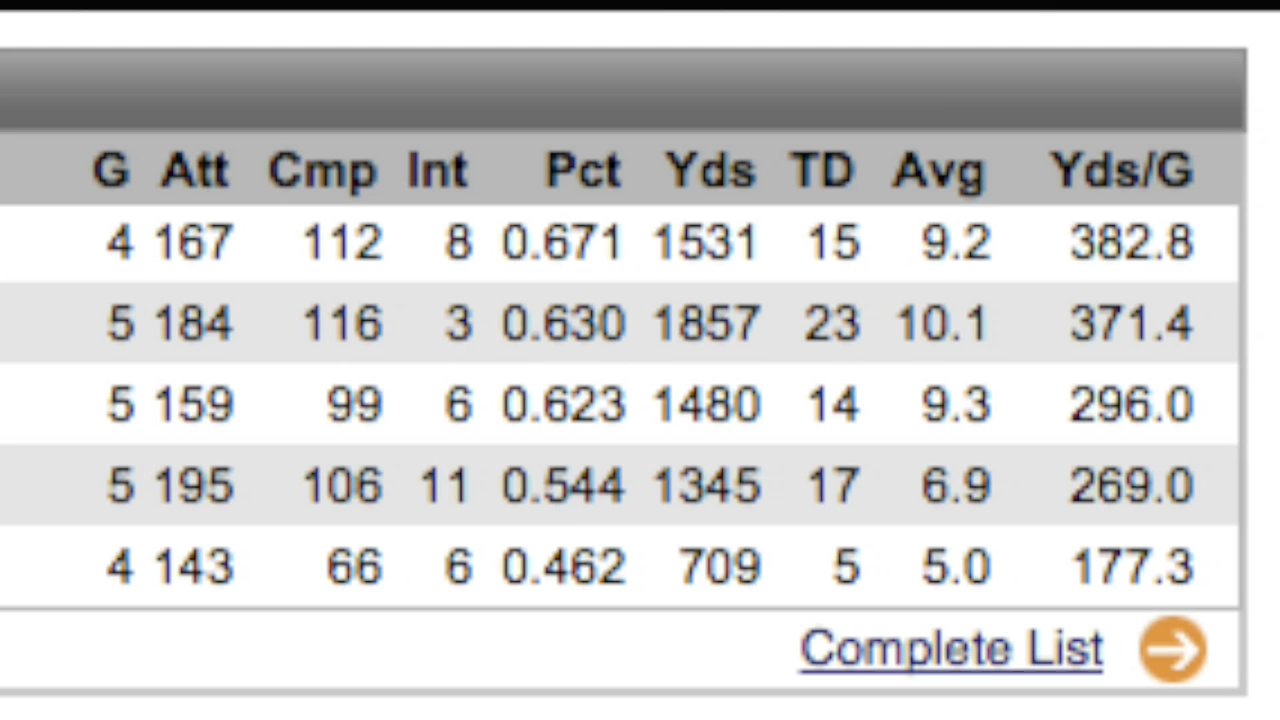 G Att Cmp Int Pct Yds TD Avg Yds/G
4 167 112 8 0.671 1531 15 9.2 382.8
5 184 116 3 0.630 1857 23 10.1 371.4
5 159 99 6 0.623 1480 14 9.3 296.0
5 195 106 11 0.544 1345 17 6.9 269.0
4 143 66 6 0.462 709 5 5.0 177.3
Complete List